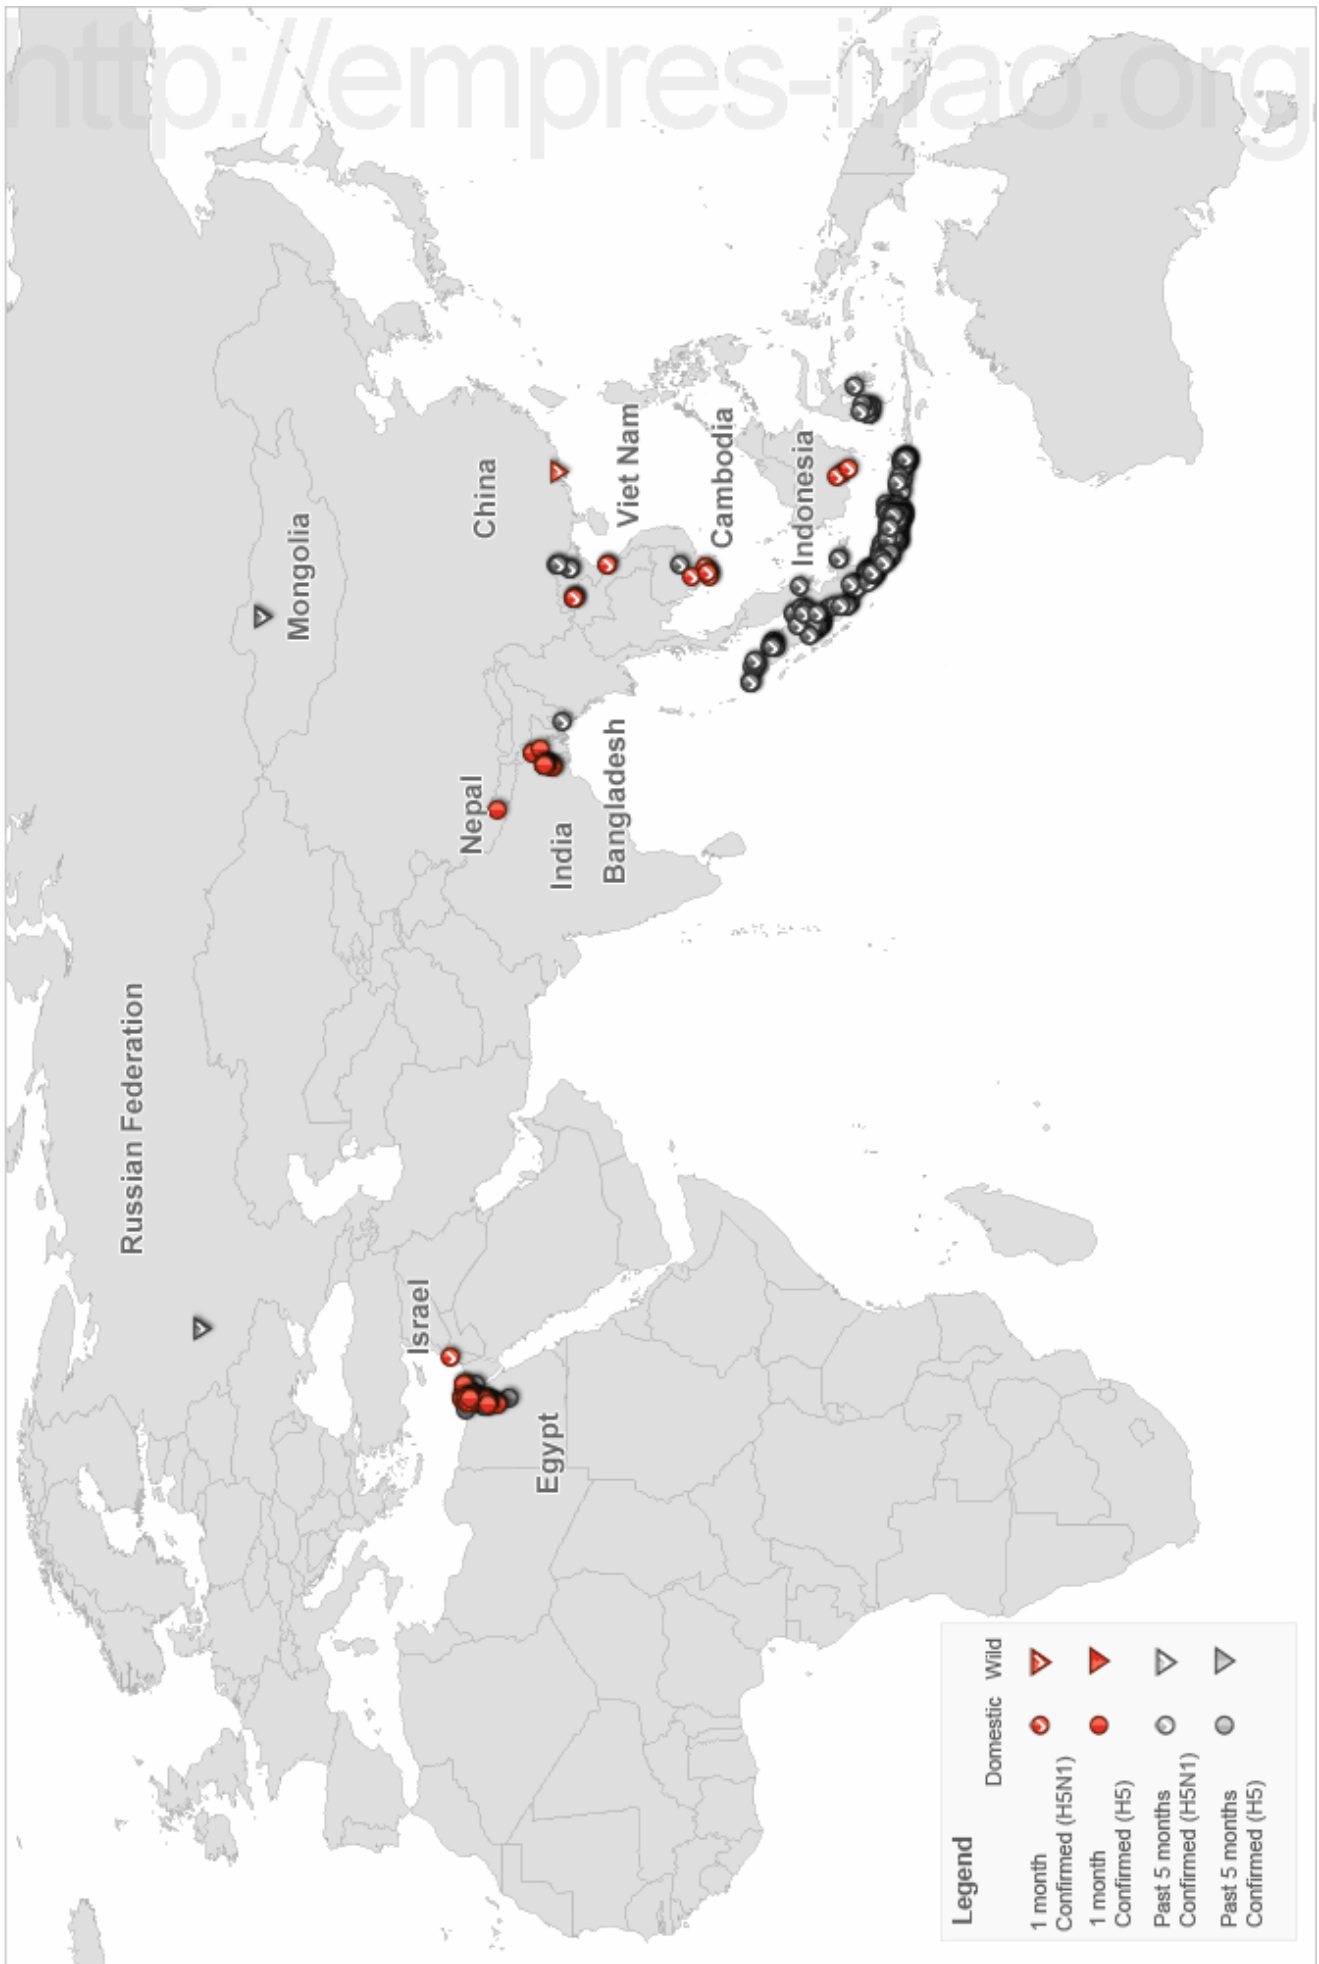 http://empres-i.fao.org
Russian Federation
Mongolia
China
Israel
Nepal
Egypt
India
Bangladesh
Viet Nam
Cambodia
Indonesia
Legend
Domestic Wild
1 month
Confirmed (H5N1)
1 month
Confirmed (H5)
Past 5 months
Confirmed (H5N1)
Past 5 months
Confirmed (H5)